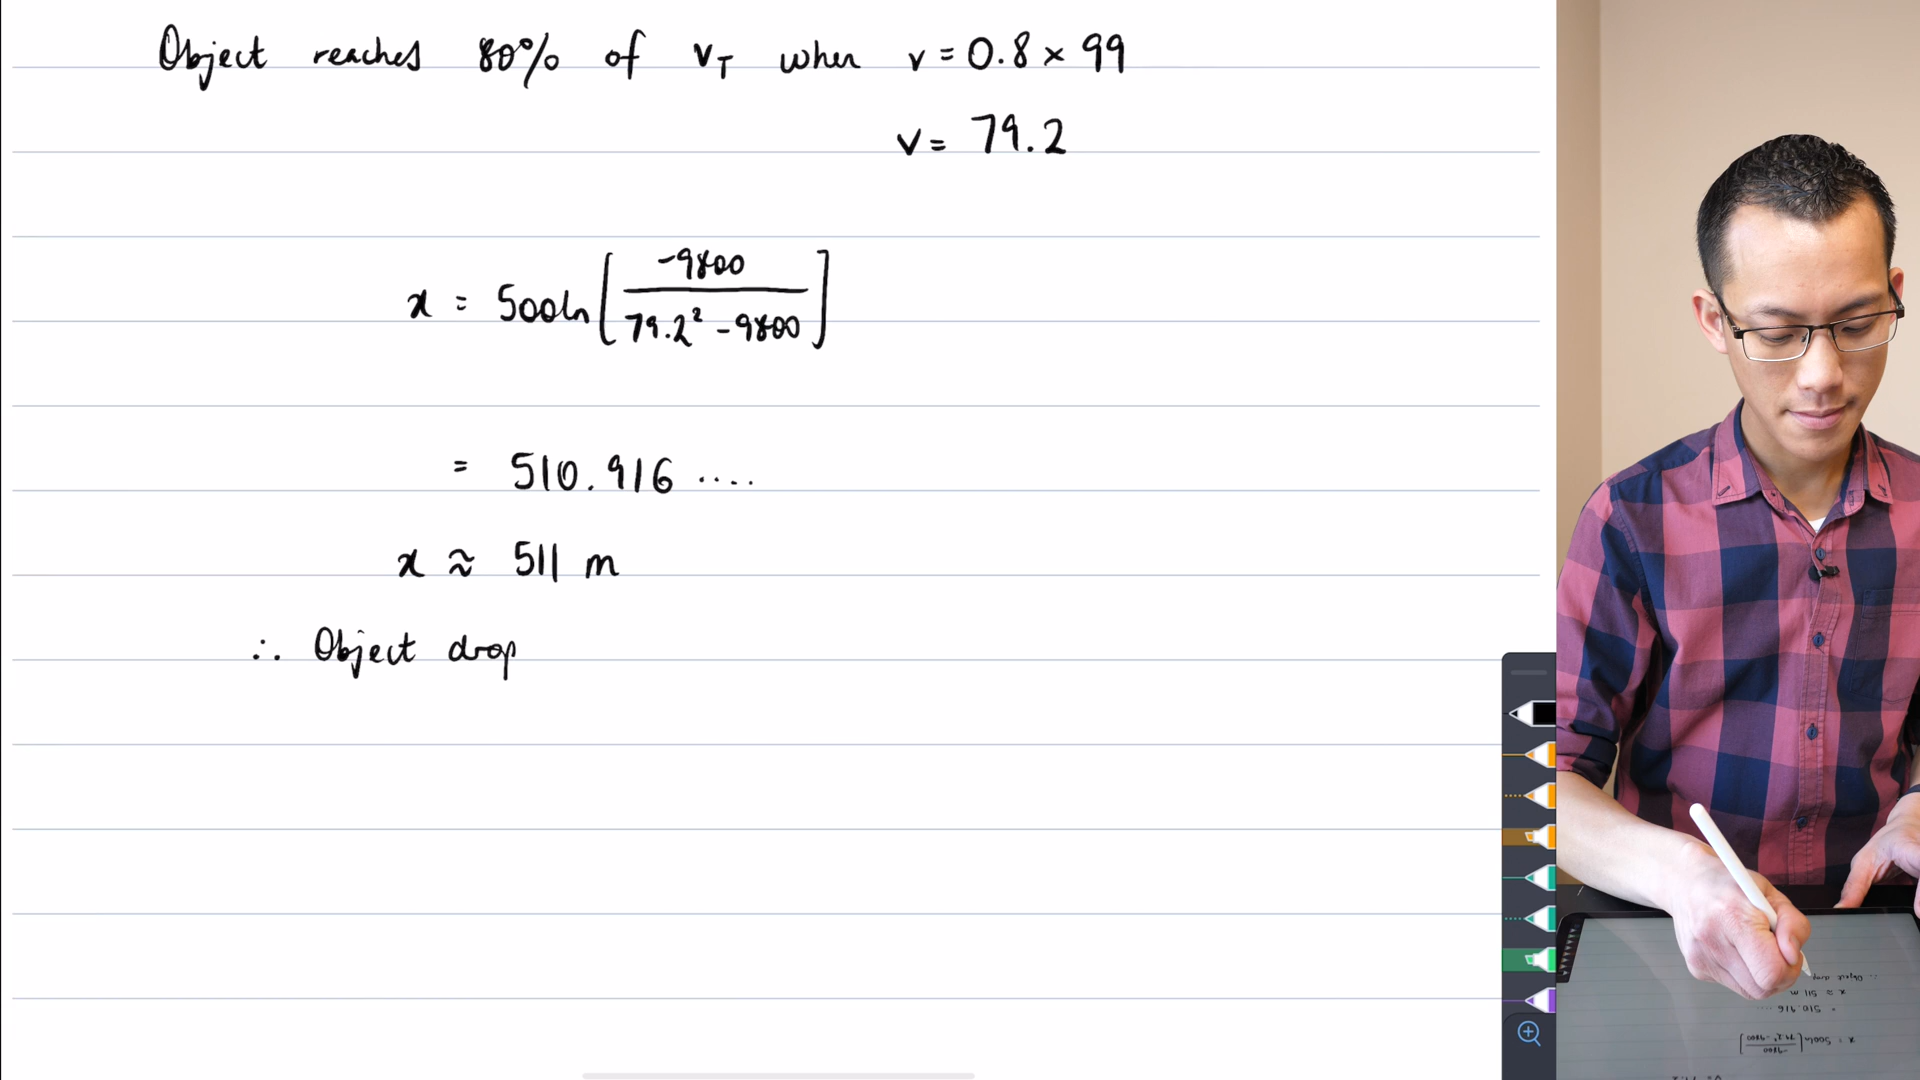 Object reaches 80% of v_T when v = 0.8 × 99
v = 79.2
x = 500ln[-9800/(79.2² - 9800)]
= 510.916 ....
x ≈ 511 m
∴ Object drop